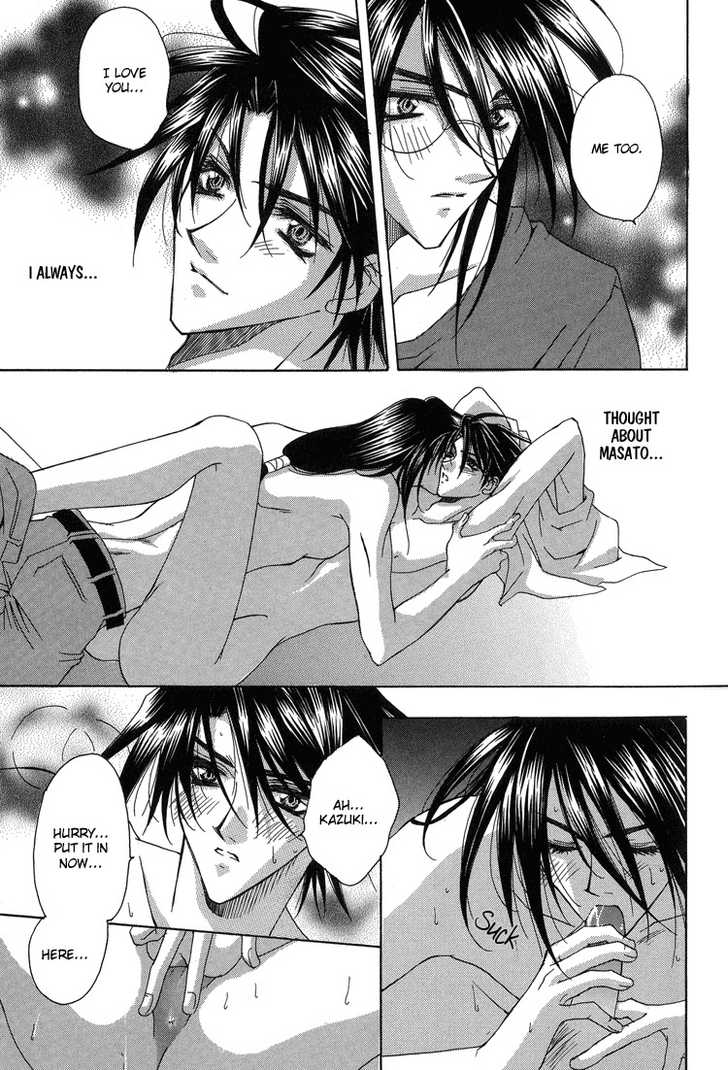 I LOVE
YOU...
ME TOO.
I ALWAYS...
THOUGHT
ABOUT
MASATO...
AH...
KAZUKI...
HURRY...
PUT IT IN
NOW...
HERE...
SUCK